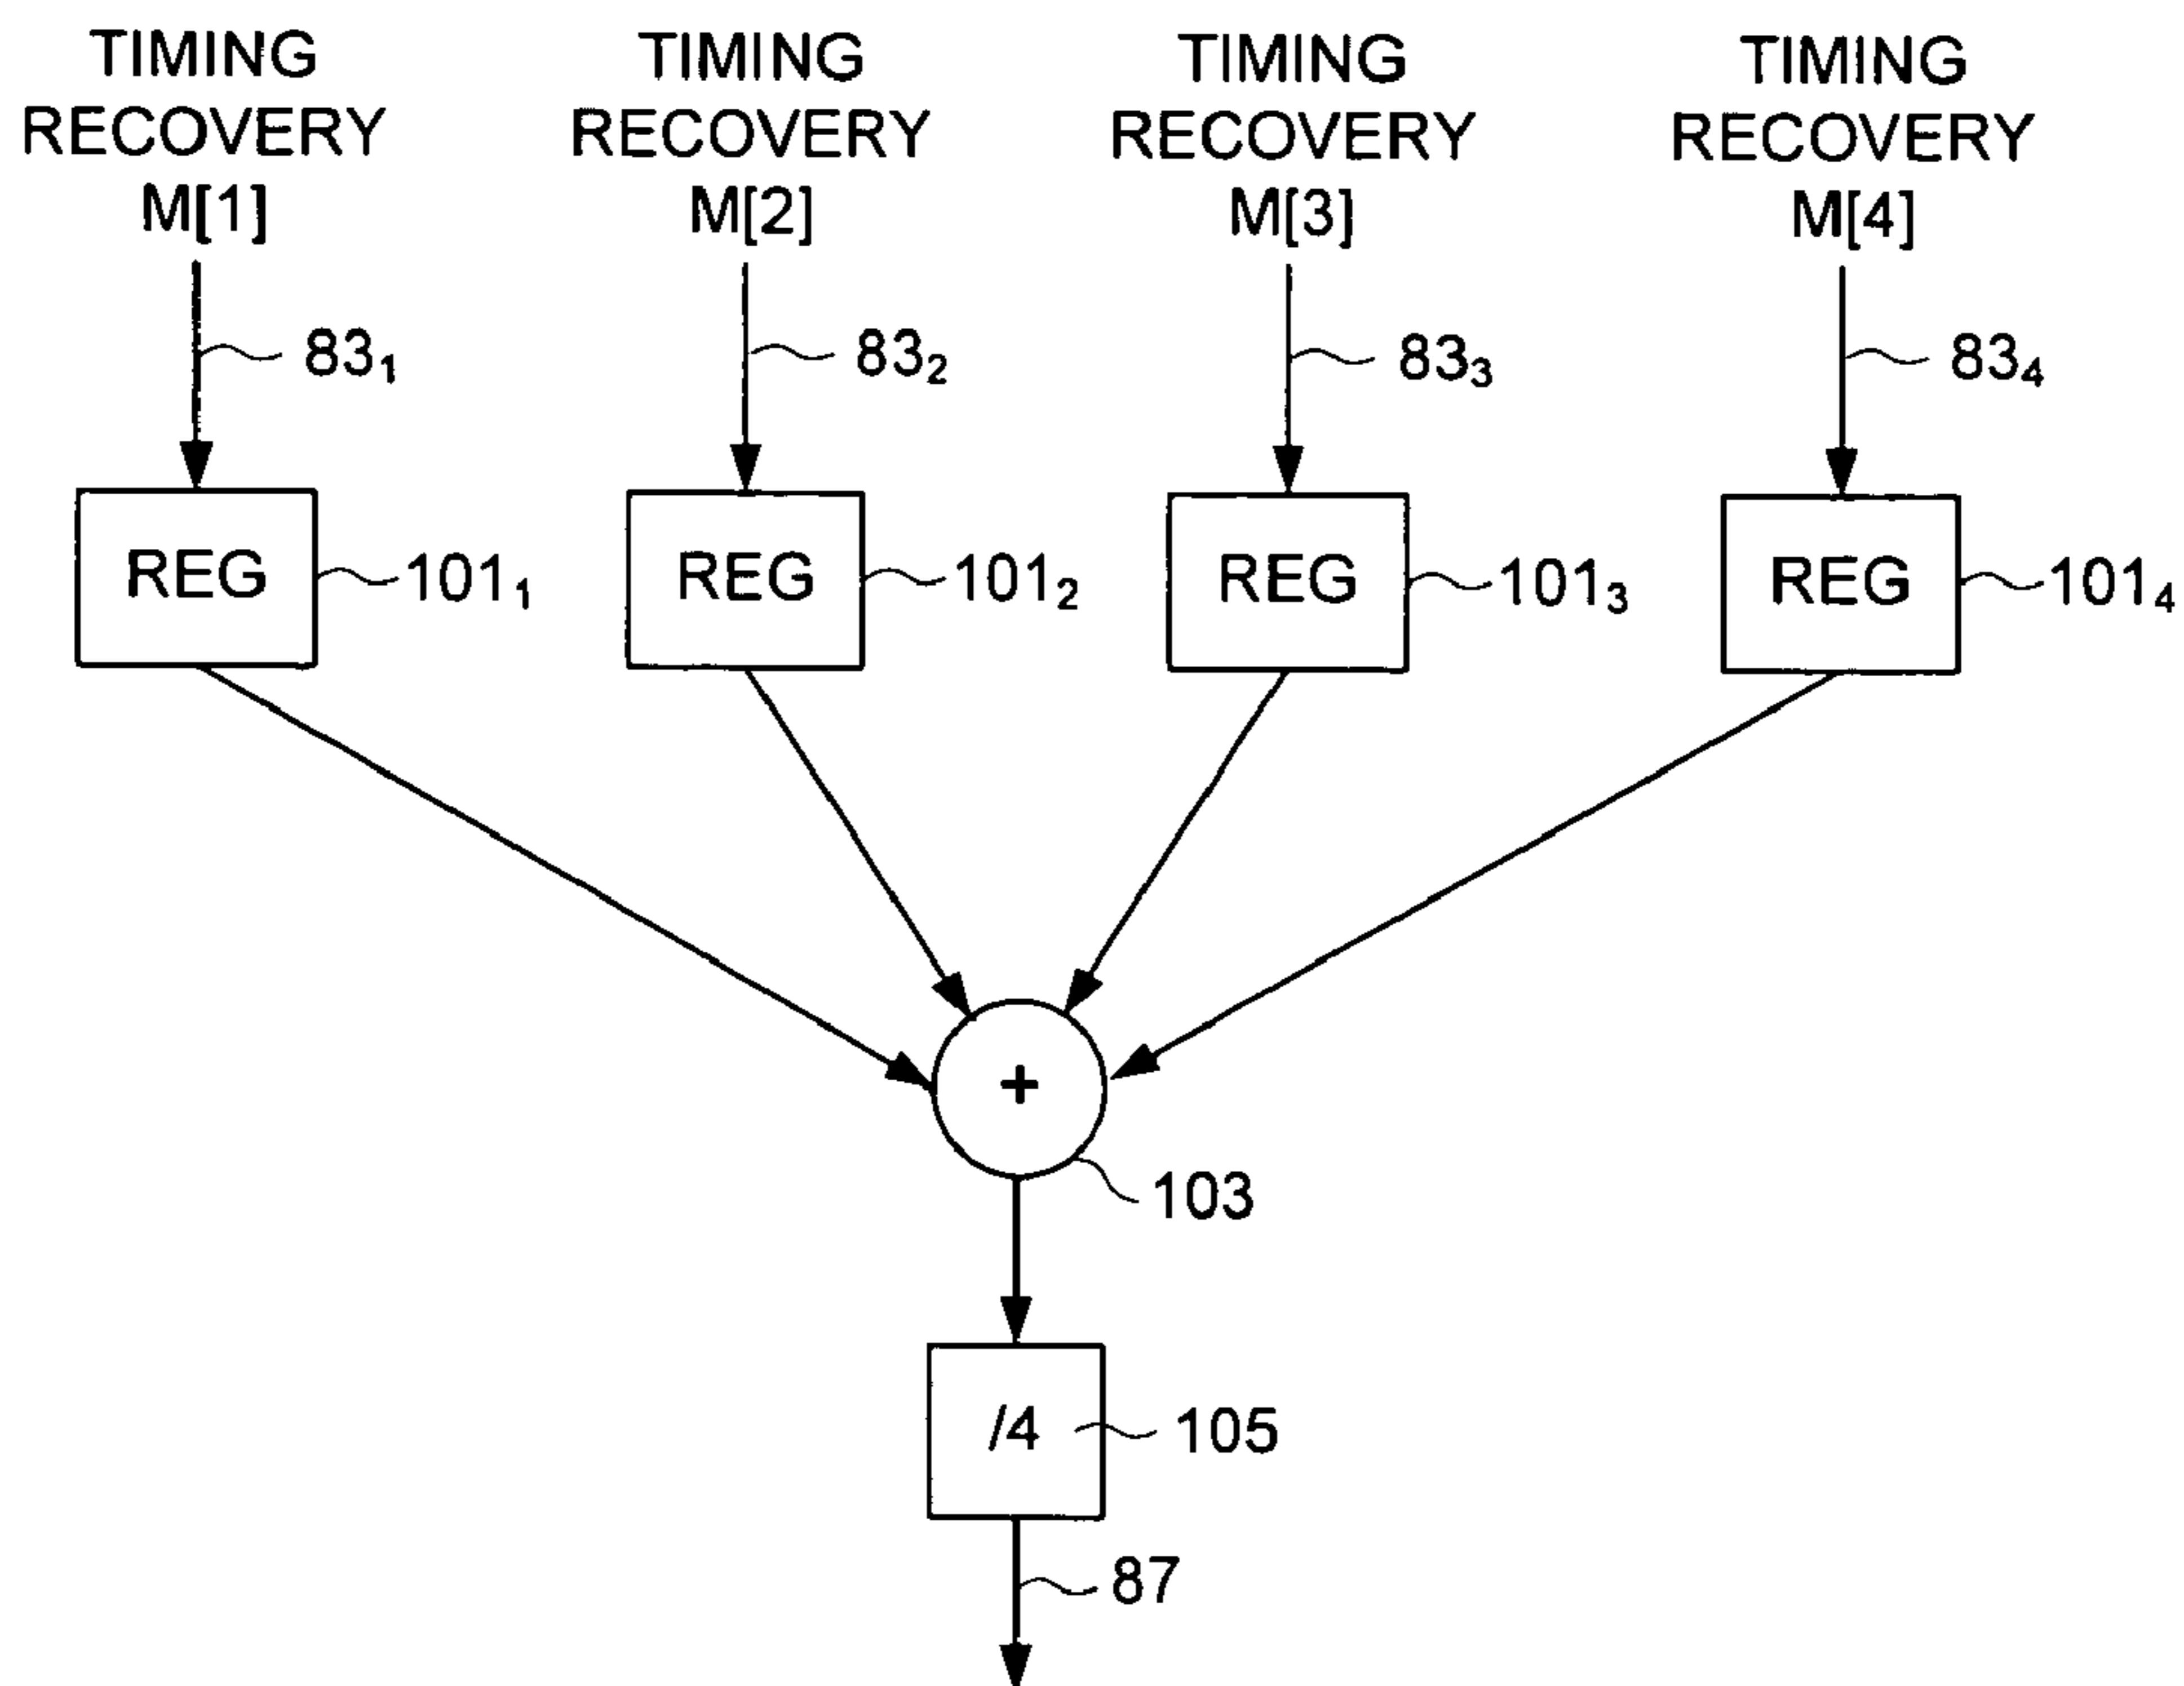 TIMING RECOVERY M[1]
TIMING RECOVERY M[2]
TIMING RECOVERY M[3]
TIMING RECOVERY M[4]
83₁
83₂
83₃
83₄
REG
101₁
REG
101₂
REG
101₃
REG
101₄
+
103
/4
105
87